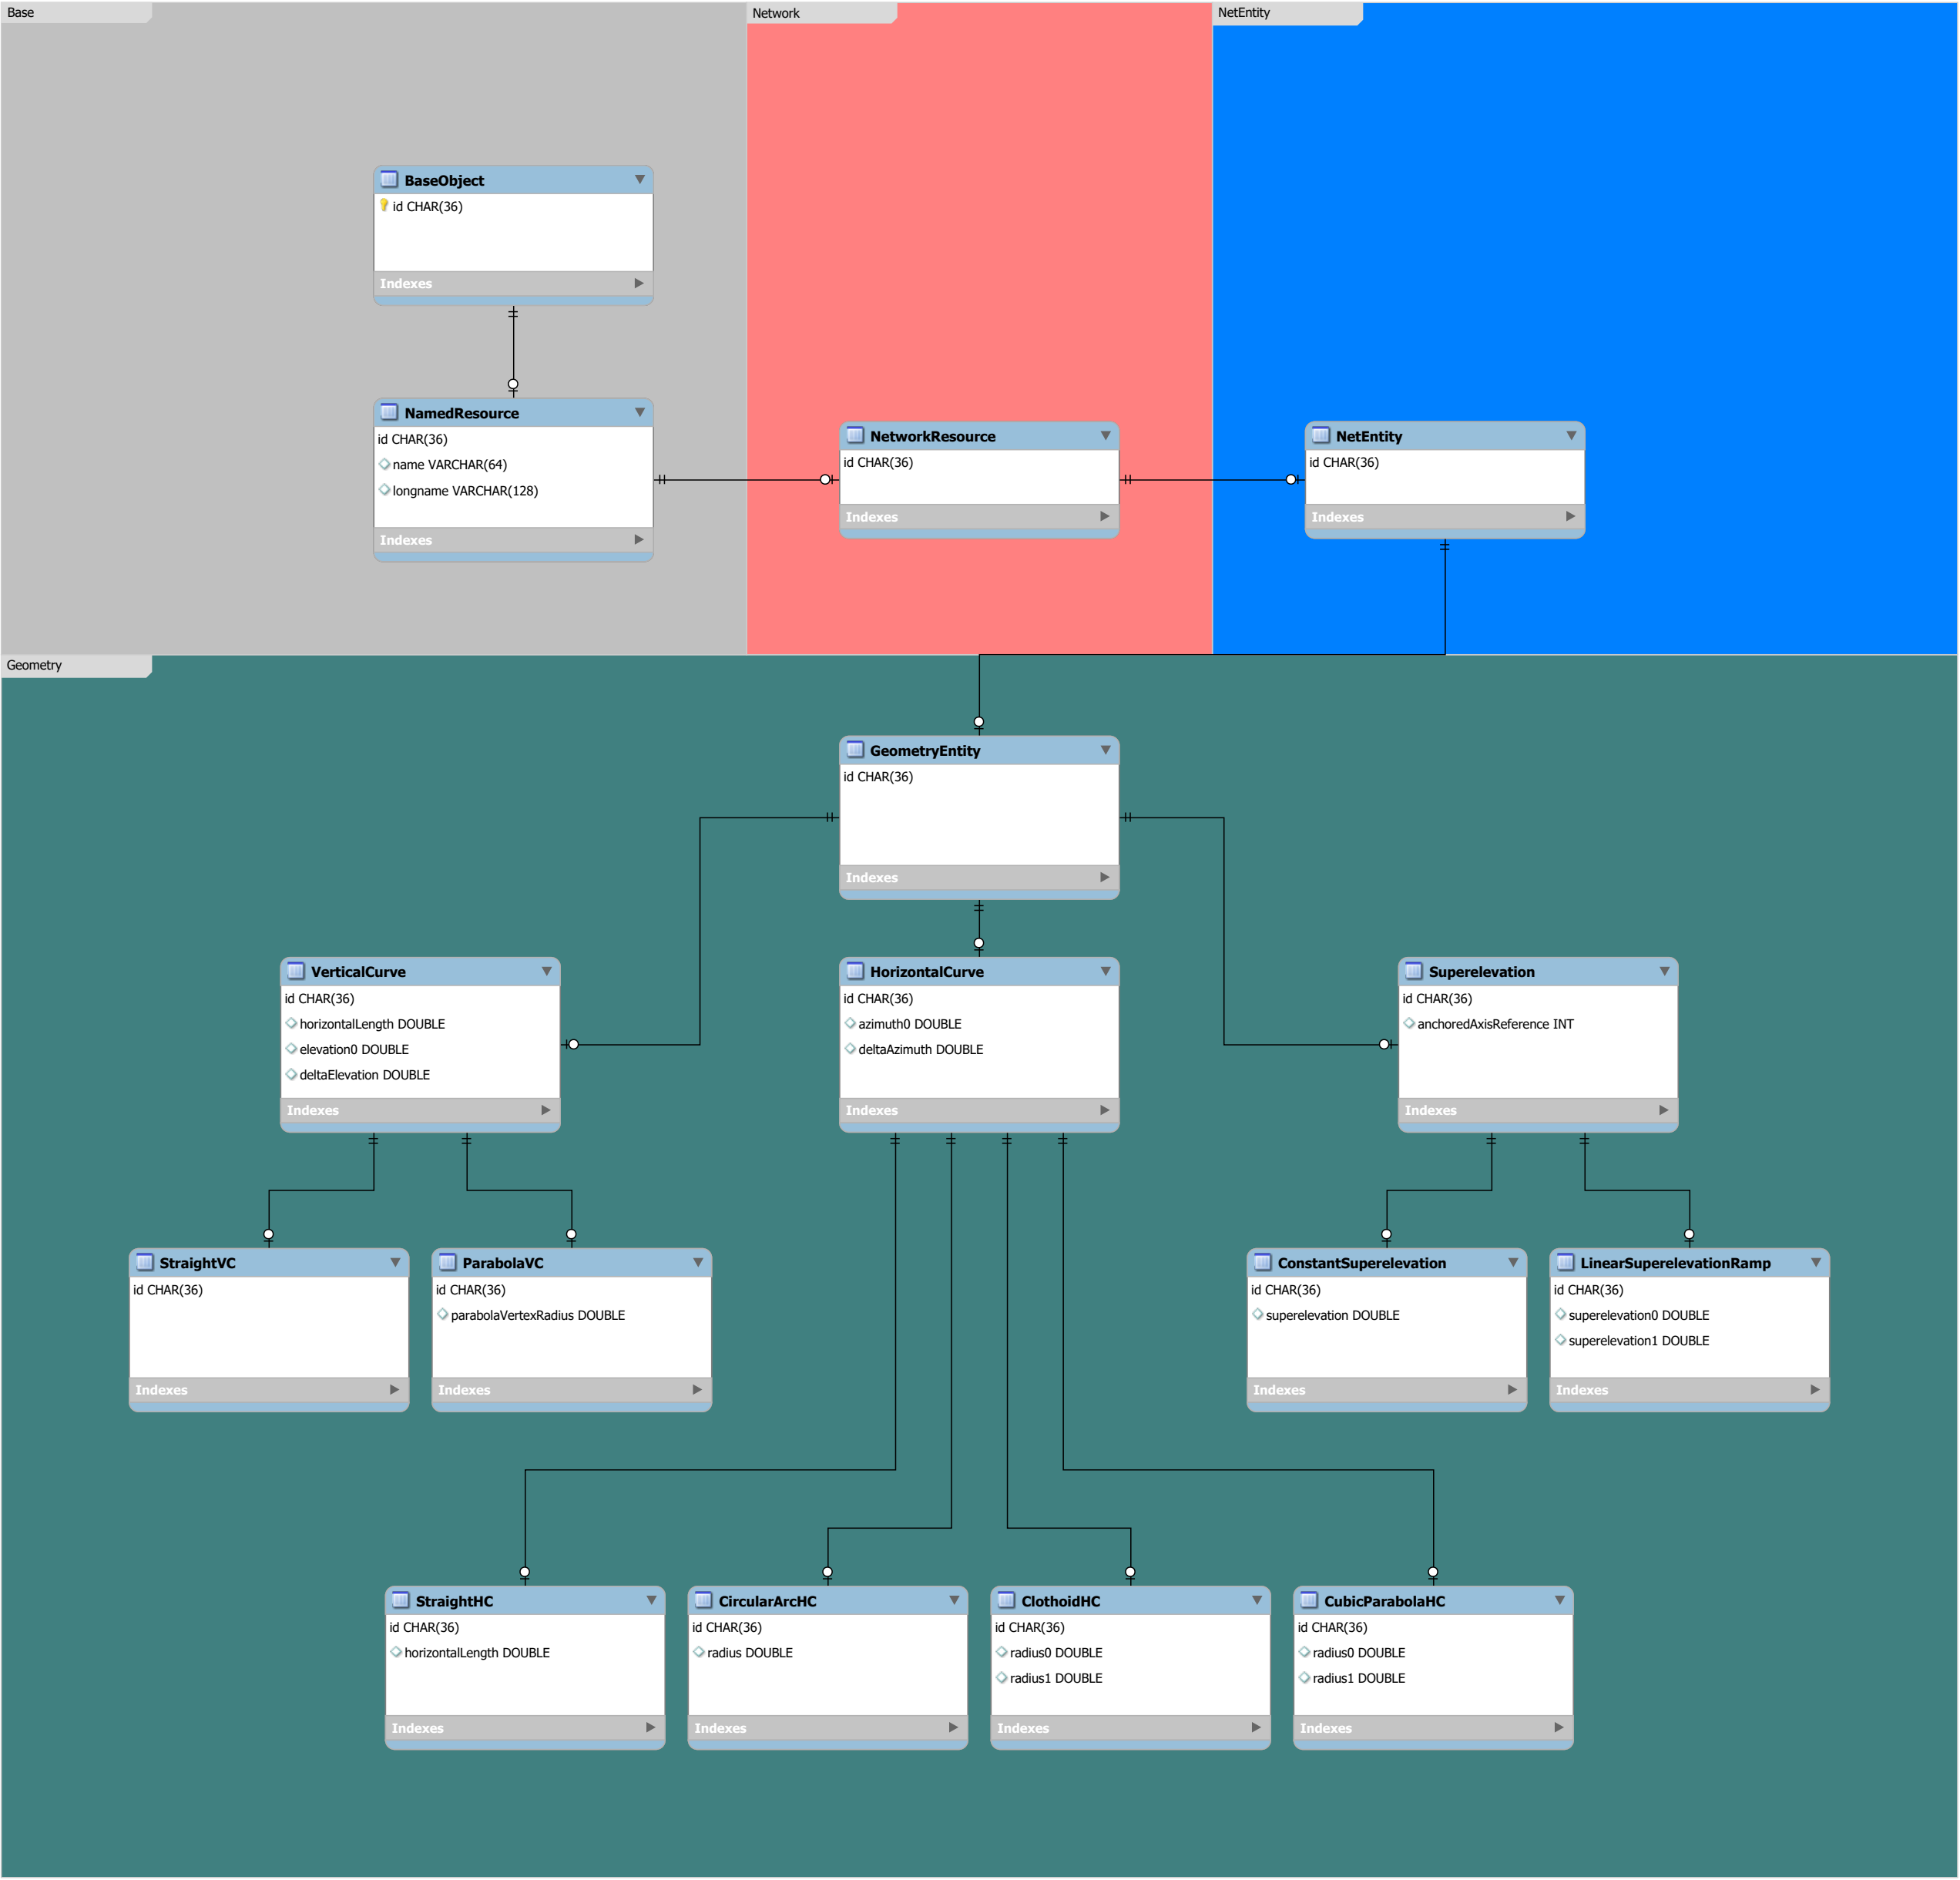 Base
Network
NetEntity
BaseObject
id CHAR(36)
Indexes
NamedResource
id CHAR(36)
name VARCHAR(64)
longname VARCHAR(128)
Indexes
NetworkResource
id CHAR(36)
Indexes
NetEntity
id CHAR(36)
Indexes
Geometry
GeometryEntity
id CHAR(36)
Indexes
VerticalCurve
id CHAR(36)
horizontalLength DOUBLE
elevation0 DOUBLE
deltaElevation DOUBLE
Indexes
HorizontalCurve
id CHAR(36)
azimuth0 DOUBLE
deltaAzimuth DOUBLE
Indexes
Superelevation
id CHAR(36)
anchoredAxisReference INT
Indexes
StraightVC
id CHAR(36)
Indexes
ParabolaVC
id CHAR(36)
parabolaVertexRadius DOUBLE
Indexes
ConstantSuperelevation
id CHAR(36)
superelevation DOUBLE
Indexes
LinearSuperelevationRamp
id CHAR(36)
superelevation0 DOUBLE
superelevation1 DOUBLE
Indexes
StraightHC
id CHAR(36)
horizontalLength DOUBLE
Indexes
CircularArcHC
id CHAR(36)
radius DOUBLE
Indexes
ClothoidHC
id CHAR(36)
radius0 DOUBLE
radius1 DOUBLE
Indexes
CubicParabolaHC
id CHAR(36)
radius0 DOUBLE
radius1 DOUBLE
Indexes